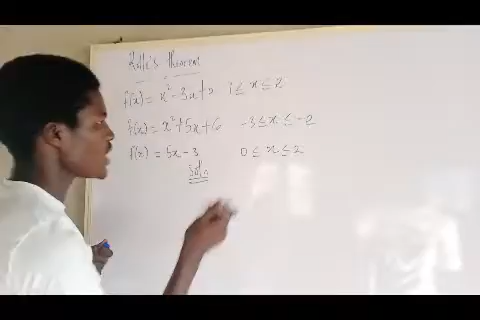 Rolle's theorem
f(x) = x² - 3x + 2 1 ≤ x ≤ 2
f(x) = x² + 5x + 6 -3 ≤ x ≤ -2
f(x) = 5x - 3 0 ≤ x ≤ 2
Soln